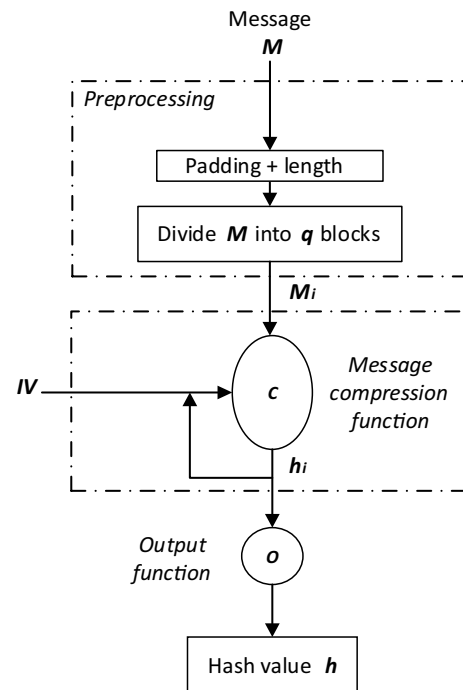 Message
M
Preprocessing
Padding + length
Divide M into q blocks
Mi
IV
C
Message
compression
function
hi
Output
function
O
Hash value h